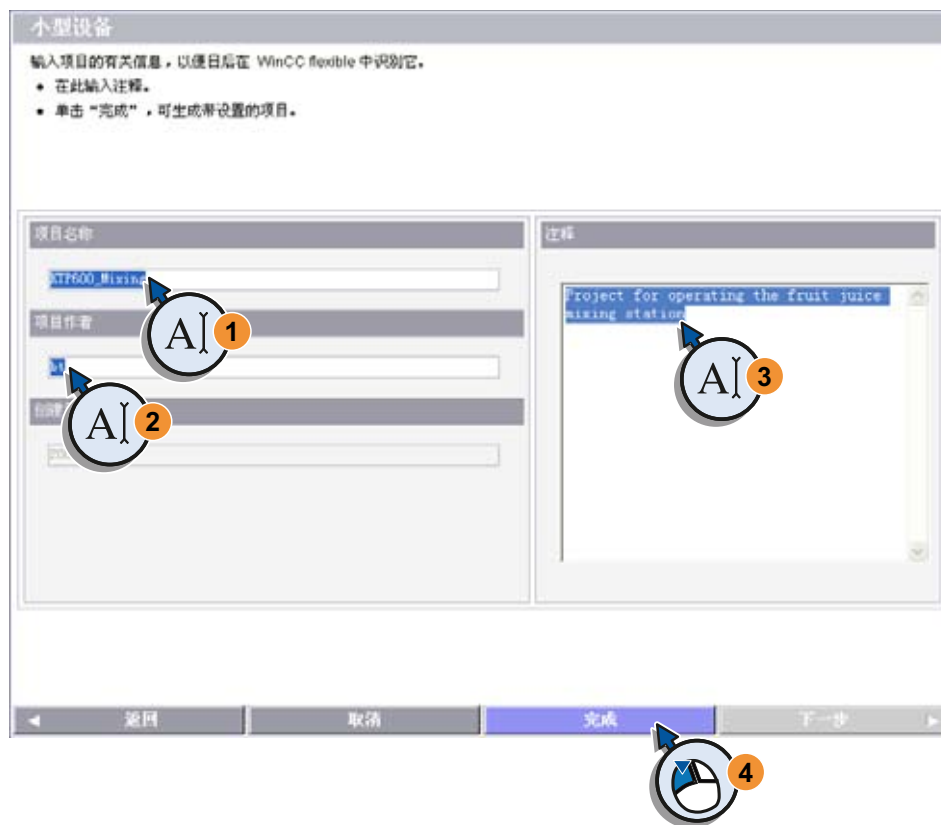 小型设备
输入项目的有关信息，以便日后在 WinCC flexible 中识别它。
• 在此输入注释。
• 单击“完成”，可生成带设置的项目。
项目名称
KTP600_Mixing
A 1
项目作者
A 2
注释
Project for operating the fruit juice
mixing station
A 3
返回
取消
完成
下一步
4